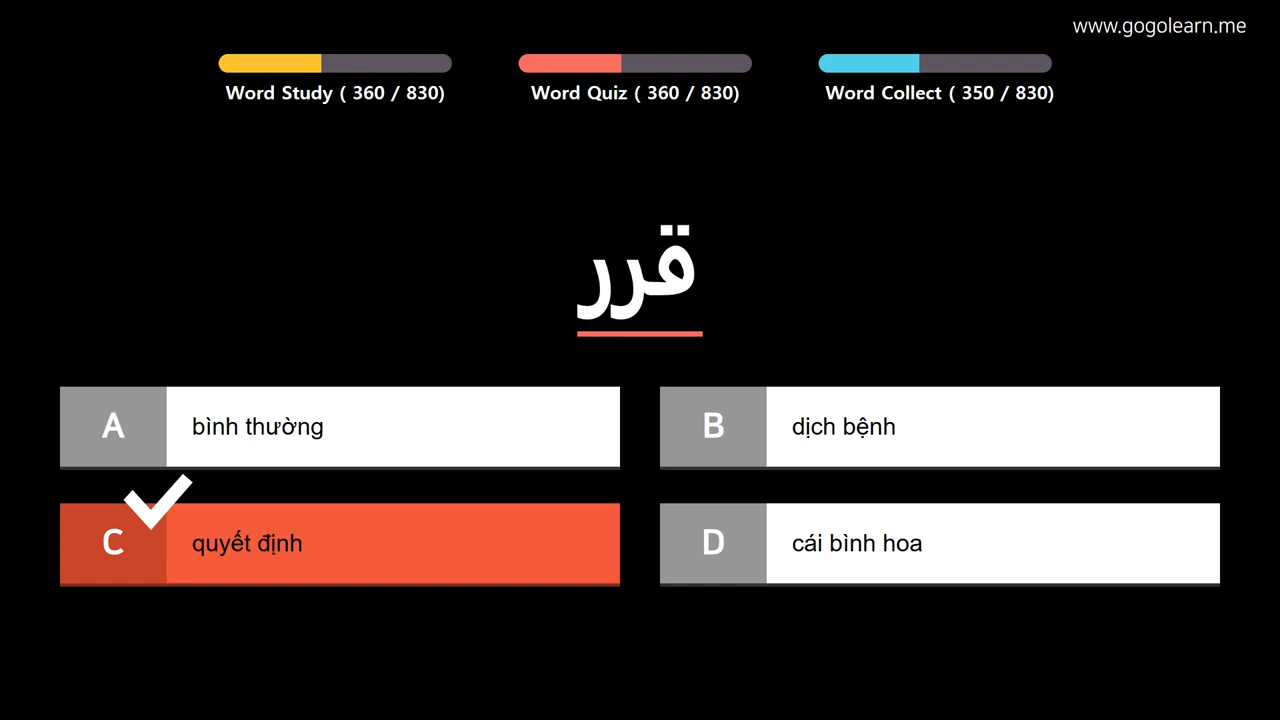 www.gogolearn.me
Word Study ( 360 / 830)
Word Quiz ( 360 / 830)
Word Collect ( 350 / 830)
قرر
A bình thường
B dịch bệnh
C quyết định
D cái bình hoa